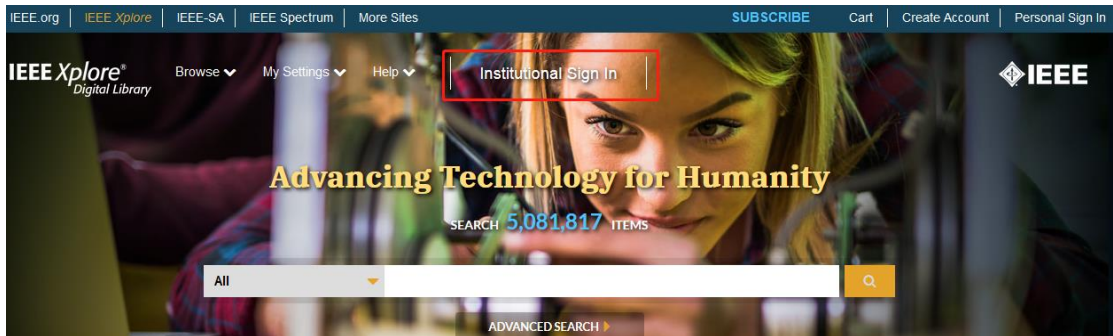 IEEE.org IEEE Xplore IEEE-SA IEEE Spectrum More Sites SUBSCRIBE Cart Create Account Personal Sign In
IEEE Xplore® Browse My Settings Help Institutional Sign In IEEE
Digital Library
Advancing Technology for Humanity
SEARCH 5,081,817 ITEMS
All
ADVANCED SEARCH